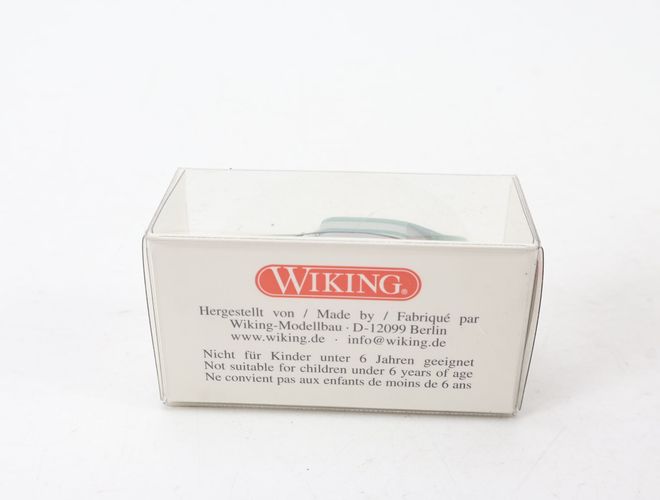 WIKING®
Hergestellt von / Made by / Fabriqué par
Wiking-Modellbau · D-12099 Berlin
www.wiking.de · info@wiking.de
Nicht für Kinder unter 6 Jahren geeignet
Not suitable for children under 6 years of age
Ne convient pas aux enfants de moins de 6 ans